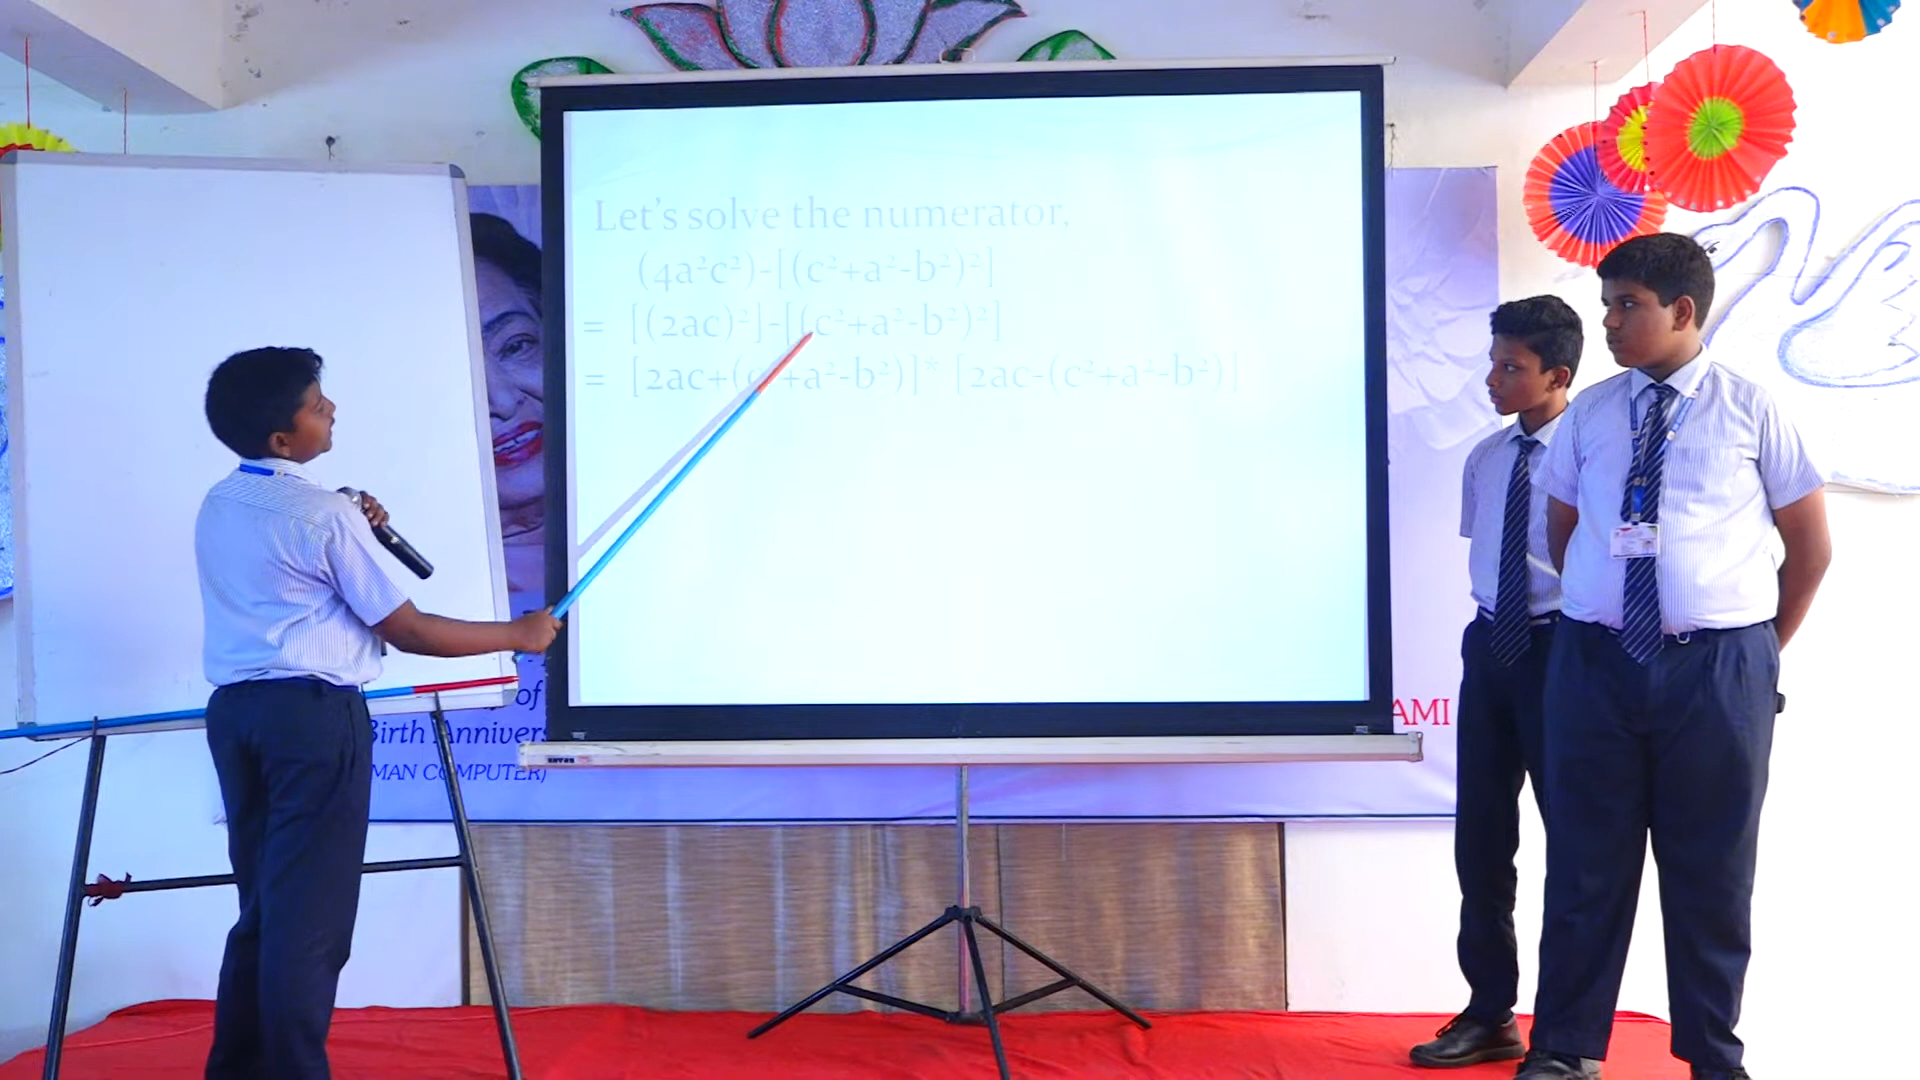 Let's solve the numerator,
(4a²c²)-[(c²+a²-b²)²]
= [(2ac)²]-[(c²+a²-b²)²]
= [2ac+(c²+a²-b²)]* [2ac-(c²+a²-b²)]
of
Birth Annivers
MAN COMPUTER)
AMI